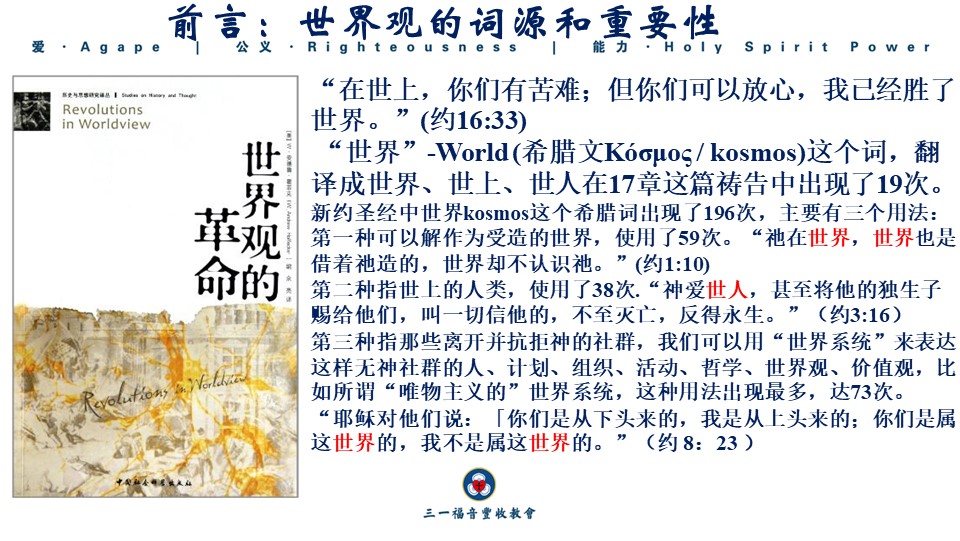 前言：世界观的词源和重要性
爱 · Agape | 公义 · Righteousness | 能力 · Holy Spirit Power
历史与思想研究译丛 Studies on History and Thought
Revolutions
in Worldview
世界观的
革命
Revolutions in Worldview
中国社会科学出版社
“在世上，你们有苦难；但你们可以放心，我已经胜了
世界。”(约16:33)
“世界”-World (希腊文Κόσμος / kosmos)这个词，翻
译成世界、世上、世人在17章这篇祷告中出现了19次。
新约圣经中世界kosmos这个希腊词出现了196次，主要有三个用法：
第一种可以解作为受造的世界，使用了59次。“祂在世界，世界也是
借着祂造的，世界却不认识祂。”(约1:10)
第二种指世上的人类，使用了38次.“神爱世人，甚至将他的独生子
赐给他们，叫一切信他的，不至灭亡，反得永生。”（约3:16）
第三种指那些离开并抗拒神的社群，我们可以用“世界系统”来表达
这样无神社群的人、计划、组织、活动、哲学、世界观、价值观，比
如所谓“唯物主义的”世界系统，这种用法出现最多，达73次。
“耶稣对他们说：「你们是从下头来的，我是从上头来的；你们是属
这世界的，我不是属这世界的。”（约 8：23 ）
三一福音豐收教會